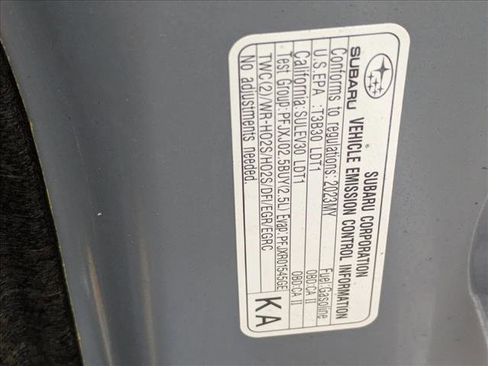 SUBARU CORPORATION
SUBARU VEHICLE EMISSION CONTROL INFORMATION
Conforms to regulations: 2023MY Fuel: Gasoline
U.S. EPA : T3B30 LDT1 OBD:CA II
California: SULEV30 LDT1 OBD:CA II
Test Group: PFJXJ02.5BUY(2.5L) Evap: PFJXR01545GE
TWC(2)/WR-HO2S/HO2S/DFI/EGR/EGRC
No adjustments needed.
KA